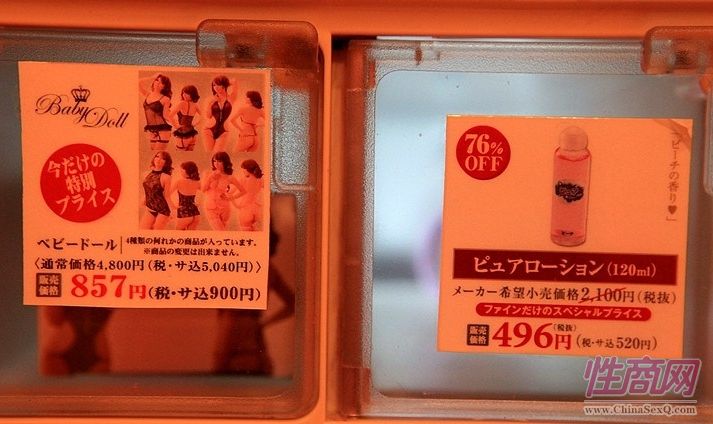 Baby Doll
今だけの
特別
プライス
ベビードール
4種類の何れかの商品が入っています。
※商品の変更は出来ません。
〈通常価格4,800円(税・サ込5,040円)〉
販売価格 857円(税・サ込900円)
76%
OFF
「ピーチの香り♥」
ピュアローション(120ml)
メーカー希望小売価格2,100円(税抜)
ファインだけのスペシャルプライス
販売価格 496円(税抜)(税・サ込520円)
性商网
www.ChinaSexQ.com